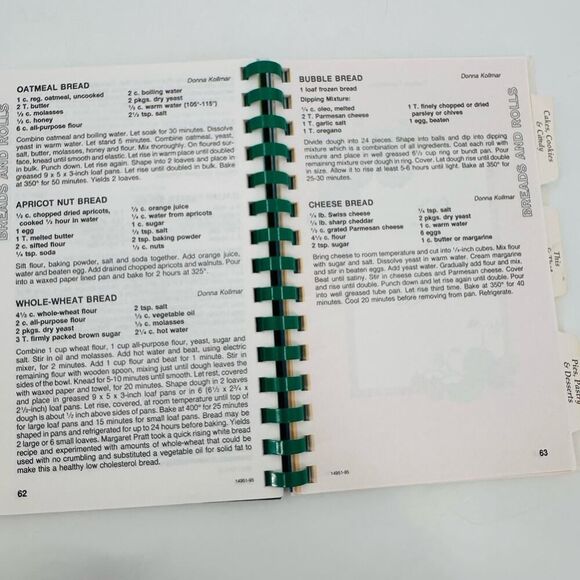 BREADS AND ROLLS
OATMEAL BREAD
Donna Kollmar
1 c. reg. oatmeal, uncooked
2 T. butter
½ c. honey
6 c. all-purpose flour
2 c. boiling water
2 pkgs. dry yeast
½ c. warm water (105°-115°)
2½ tsp. salt
Combine oatmeal and boiling water. Let soak for 30 minutes. Dissolve
yeast in warm water. Let stand 5 minutes. Combine oatmeal, yeast,
salt, butter, molasses, honey and flour. Mix thoroughly. On floured sur-
face, knead until smooth and elastic. Let rise in warm place until doubled
in bulk. Punch down. Let rise again. Shape into 2 loaves and place in
greased 9 x 5 x 3-inch loaf pans. Let rise until doubled in bulk. Bake
at 350° for 50 minutes. Yields 2 loaves.
APRICOT NUT BREAD
½ c. chopped dried apricots,
cooked ½ hour in water
1 egg
1 T. melted butter
2 c. sifted flour
¼ tsp. soda
½ c. orange juice
¼ c. water from apricots
1 c. sugar
½ tsp. salt
2 tsp. baking powder
½ c. nuts
Sift flour, baking powder, salt and soda together. Add orange juice,
water and beaten egg. Add drained chopped apricots and walnuts. Pour
into a waxed paper lined pan and bake for 2 hours at 325°.
WHOLE-WHEAT BREAD
Donna Kollmar
4½ c. whole-wheat flour
2 c. all-purpose flour
2 pkgs. dry yeast
3 T. firmly packed brown sugar
2 tsp. salt
⅓ c. vegetable oil
⅓ c. molasses
2¼ c. hot water
Combine 1 cup wheat flour, 1 cup all-purpose flour, yeast, sugar and
salt. Stir in oil and molasses. Add hot water and beat, using electric
mixer, for 2 minutes. Add 1 cup flour and beat for 1 minute. Stir in
remaining flour with wooden spoon, mixing just until dough leaves the
sides of the bowl. Knead for 5-10 minutes until smooth. Let rest, covered
with waxed paper and towel, for 20 minutes. Shape dough in 2 loaves
and place in greased 9 x 5 x 3-inch loaf pans or in 6 (6½ x 2¾ x
2½-inch) loaf pans. Let rise, covered, at room temperature until top of
dough is about ½ inch above sides of pans. Bake at 400° for 25 minutes
for large loaf pans and 15 minutes for small loaf pans. Bread may be
shaped in pans and refrigerated for up to 24 hours before baking. Yields
2 large or 6 small loaves. Margaret Pratt took a quick rising white bread
recipe and experimented with amounts of whole-wheat that could be
used with no crumbling and substituted a vegetable oil for solid fat to
make this a healthy low cholesterol bread.
62
14951-95
BUBBLE BREAD
Donna Kollmar
1 loaf frozen bread
Dipping Mixture:
¼ c. oleo, melted
2 T. Parmesan cheese
1 T. garlic salt
1 T. oregano
1 T. finely chopped or dried
parsley or chives
1 egg, beaten
Divide dough into 24 pieces. Shape into balls and dip into dipping
mixture which is a combination of all ingredients. Coat each roll with
mixture and place in well greased 6½ cup ring or bundt pan. Pour
remaining mixture over dough in ring. Cover. Let dough rise until double
in size. Allow it to rise at least 5-6 hours until light. Bake at 350° for
25-30 minutes.
CHEESE BREAD
Donna Kollmar
¼ lb. Swiss cheese
¼ lb. sharp cheddar
½ c. grated Parmesan cheese
4½ c. flour
2 tsp. sugar
¼ tsp. salt
2 pkgs. dry yeast
1 c. warm water
6 eggs
1 c. butter or margarine
Bring cheese to room temperature and cut into ¼-inch cubes. Mix flour
with sugar and salt. Dissolve yeast in warm water. Cream margarine
and stir in beaten eggs. Add yeast water. Gradually add flour and mix.
Beat until satiny. Stir in cheese cubes and Parmesan cheese. Cover
and rise until double. Punch down and let rise again until double. Put
into well greased tube pan. Let rise third time. Bake at 350° for 40
minutes. Cool 20 minutes before removing from pan. Refrigerate.
14951-95
63
BREADS AND ROLLS
Cakes, Cookies
& Candy
This
Pies, Pastry
& Desserts